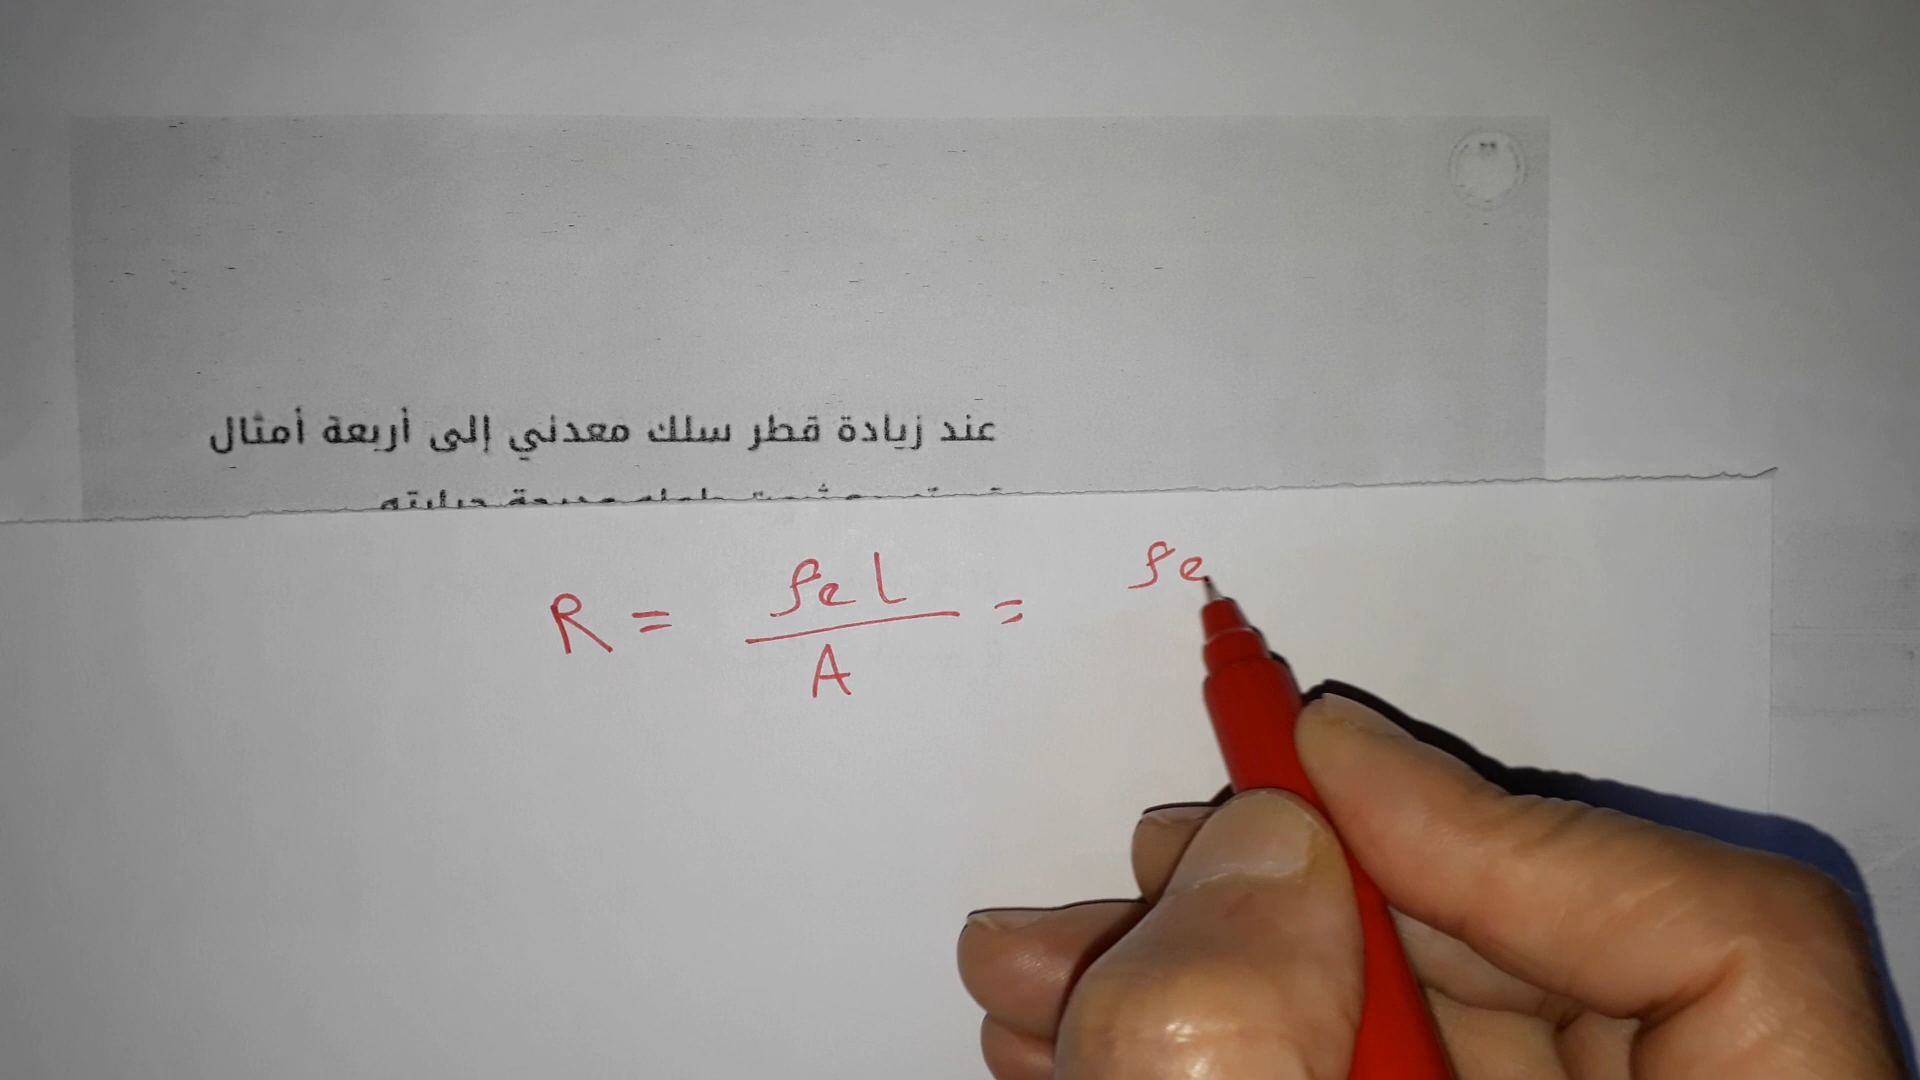 عند زيادة قطر سلك معدني إلى أربعة أمثال
R = ρe l / A = ρe